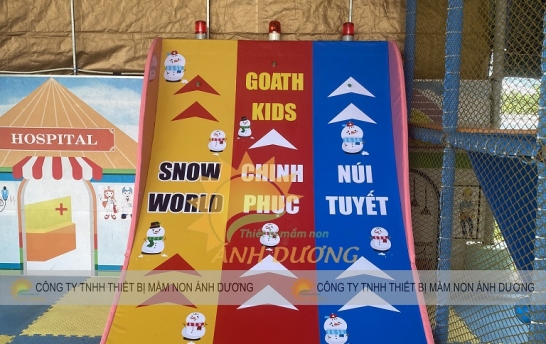 GOATH
KIDS
HOSPITAL
SNOW
WORLD
CHINH
PHỤC
NÚI
TUYẾT
Thiết bị mầm non
ÁNH DƯƠNG
CÔNG TY TNHH THIẾT BỊ MẦM NON ÁNH DƯƠNG
CÔNG TY TNHH THIẾT BỊ MẦM NON ÁNH DƯƠNG